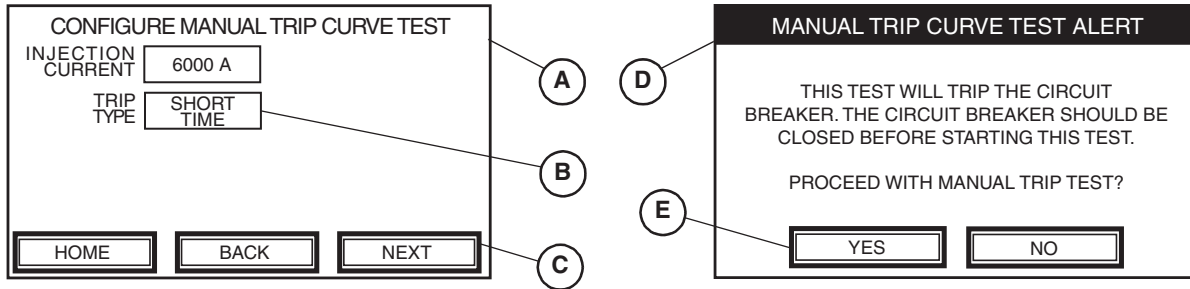 CONFIGURE MANUAL TRIP CURVE TEST
INJECTION
CURRENT
6000 A
TRIP
TYPE
SHORT
TIME
HOME
BACK
NEXT
A
B
C
MANUAL TRIP CURVE TEST ALERT
THIS TEST WILL TRIP THE CIRCUIT
BREAKER. THE CIRCUIT BREAKER SHOULD BE
CLOSED BEFORE STARTING THIS TEST.
PROCEED WITH MANUAL TRIP TEST?
YES
NO
D
E